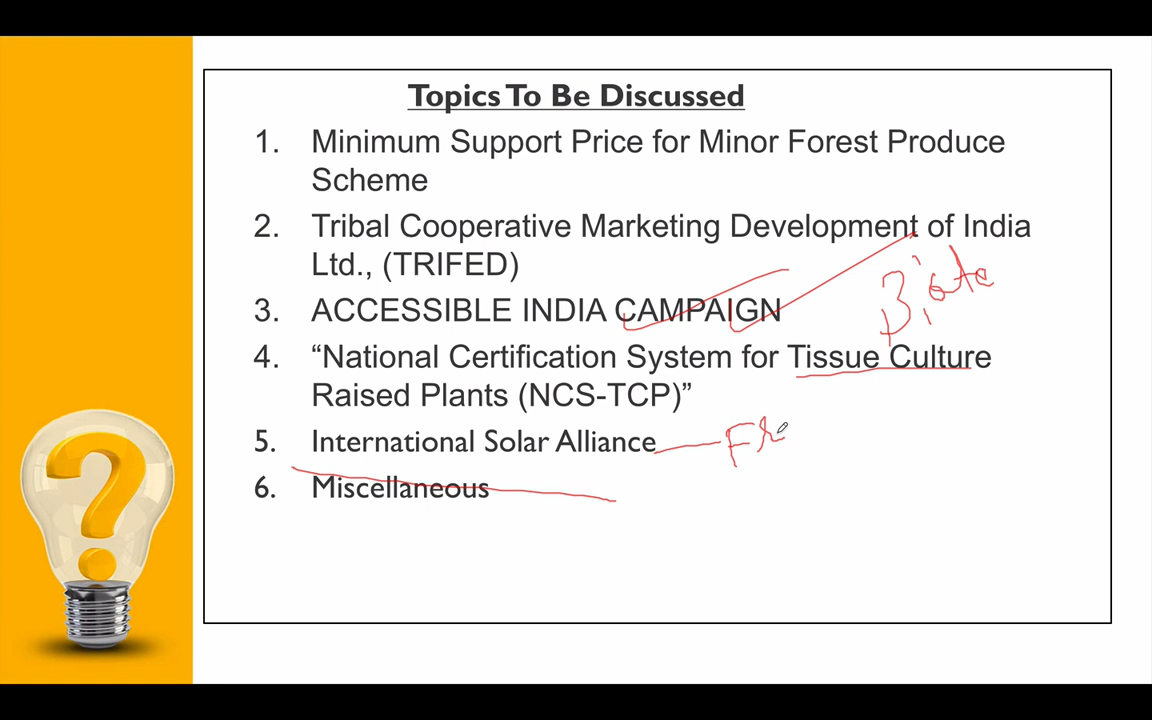 Topics To Be Discussed
1. Minimum Support Price for Minor Forest Produce
Scheme
2. Tribal Cooperative Marketing Development of India
Ltd., (TRIFED)
3. ACCESSIBLE INDIA CAMPAIGN
4. “National Certification System for Tissue Culture
Raised Plants (NCS-TCP)”
5. International Solar Alliance
6. Miscellaneous